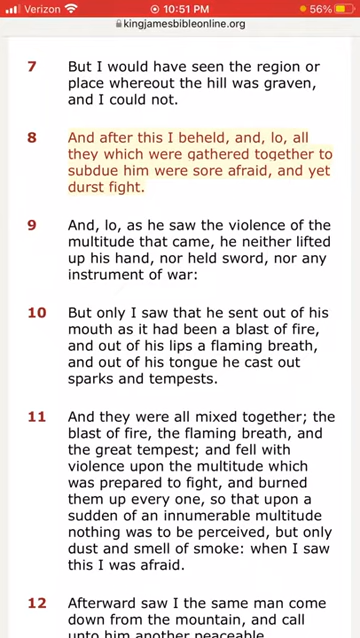 Verizon 10:51 PM 56%
kingjamesbibleonline.org
7 But I would have seen the region or
place whereout the hill was graven,
and I could not.
8 And after this I beheld, and, lo, all
they which were gathered together to
subdue him were sore afraid, and yet
durst fight.
9 And, lo, as he saw the violence of the
multitude that came, he neither lifted
up his hand, nor held sword, nor any
instrument of war:
10 But only I saw that he sent out of his
mouth as it had been a blast of fire,
and out of his lips a flaming breath,
and out of his tongue he cast out
sparks and tempests.
11 And they were all mixed together; the
blast of fire, the flaming breath, and
the great tempest; and fell with
violence upon the multitude which
was prepared to fight, and burned
them up every one, so that upon a
sudden of an innumerable multitude
nothing was to be perceived, but only
dust and smell of smoke: when I saw
this I was afraid.
12 Afterward saw I the same man come
down from the mountain, and call
unto him another peaceable